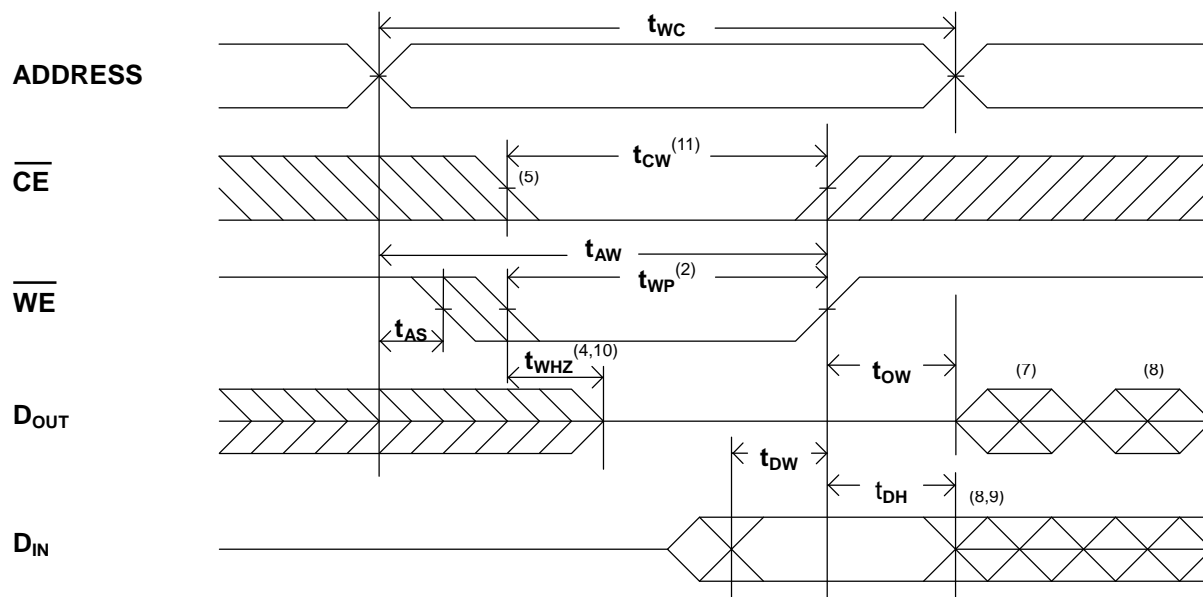 tWC
ADDRESS
CE tCW(11)
(5)
tAW
WE tWP(2)
tAS
tWHZ(4,10) tOW (7) (8)
DOUT
tDW
tDH (8,9)
DIN